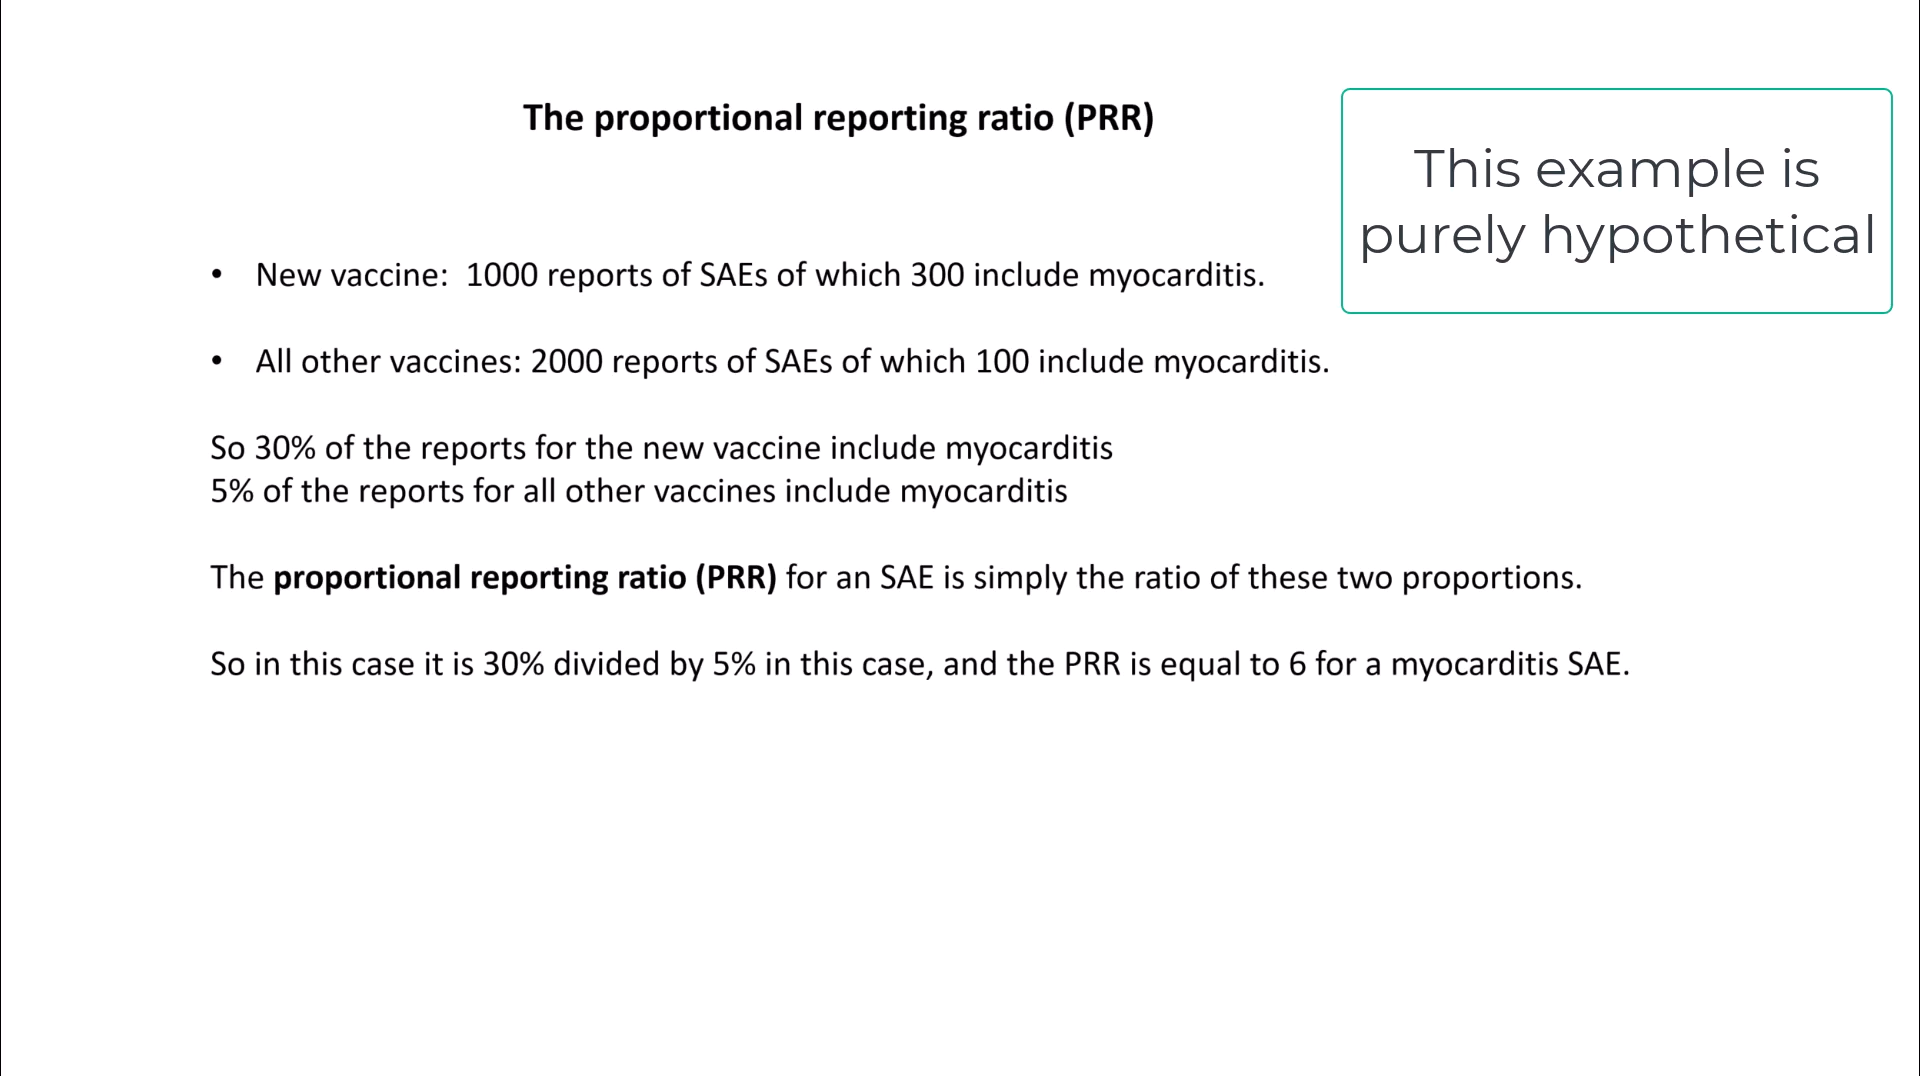 The proportional reporting ratio (PRR)
This example is
purely hypothetical
• New vaccine:  1000 reports of SAEs of which 300 include myocarditis.
• All other vaccines: 2000 reports of SAEs of which 100 include myocarditis.
So 30% of the reports for the new vaccine include myocarditis
5% of the reports for all other vaccines include myocarditis
The proportional reporting ratio (PRR) for an SAE is simply the ratio of these two proportions.
So in this case it is 30% divided by 5% in this case, and the PRR is equal to 6 for a myocarditis SAE.